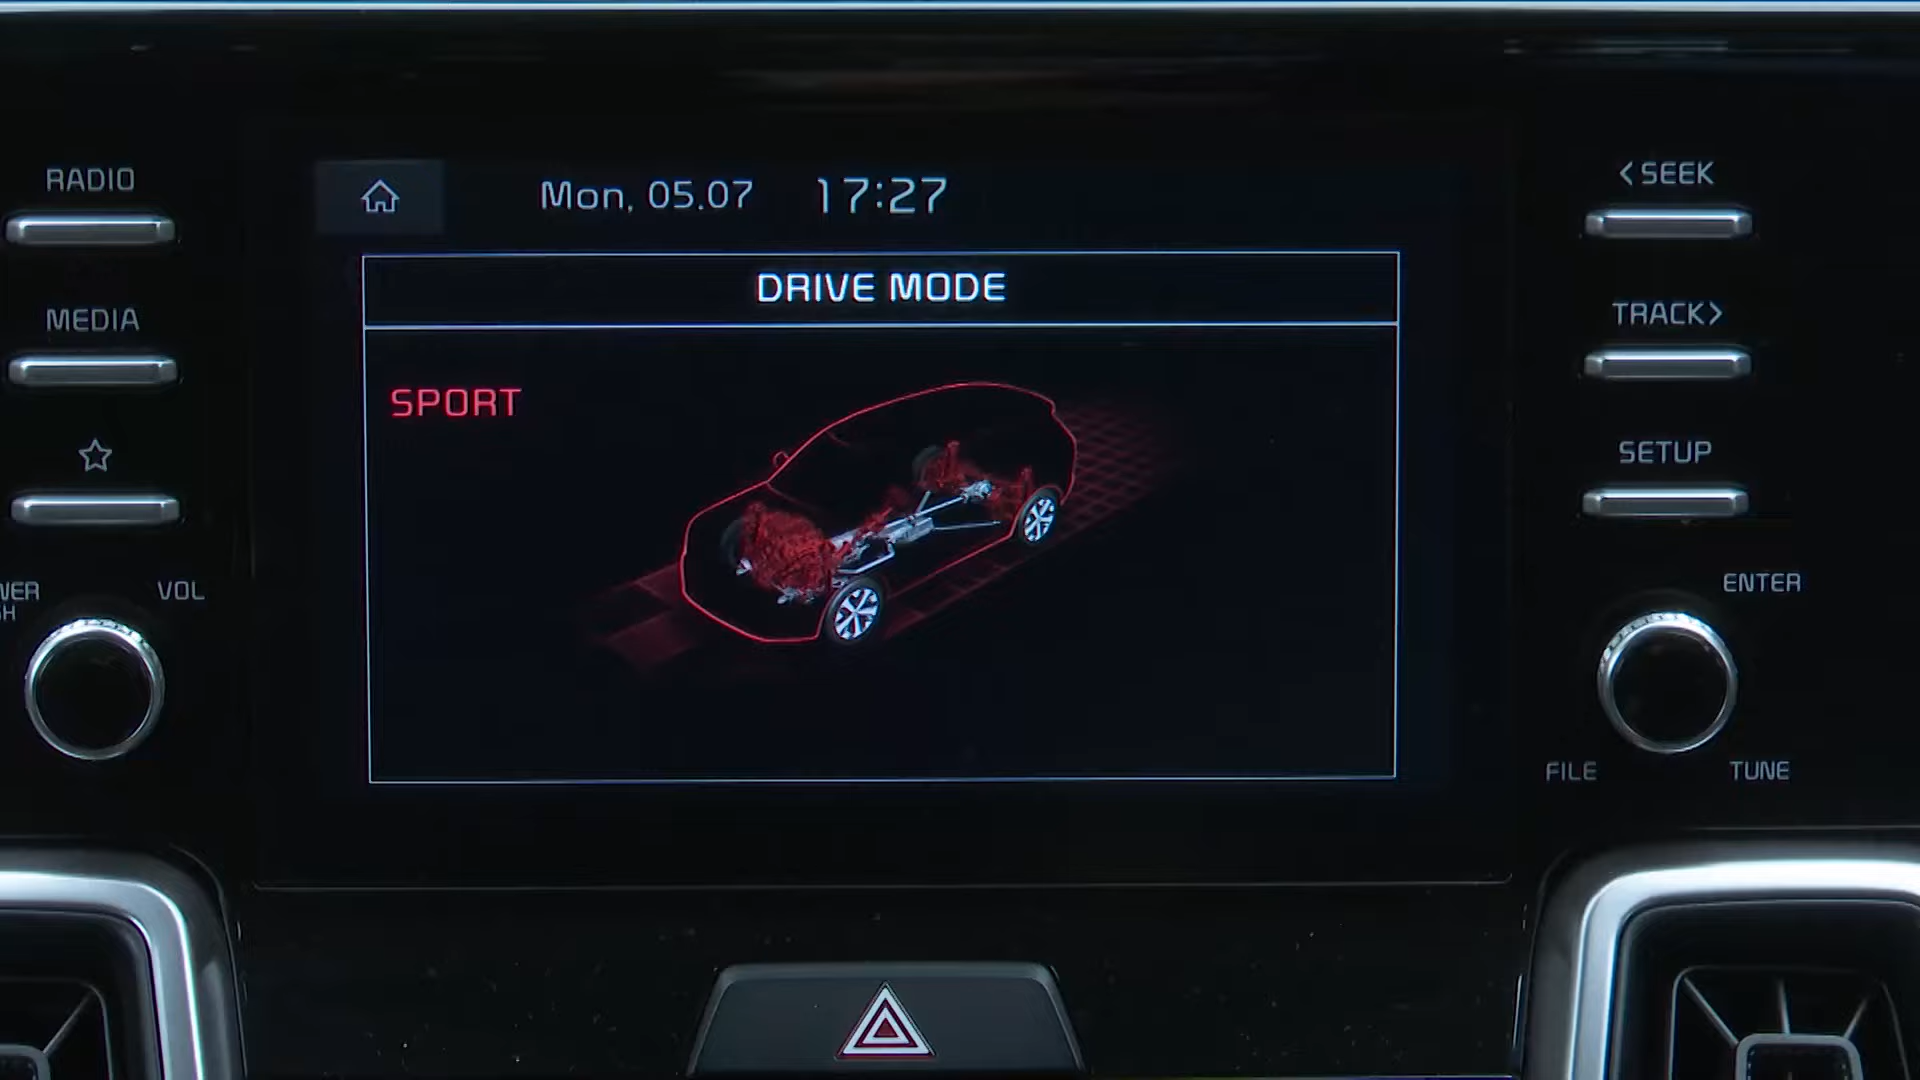 RADIO
MEDIA
VOL
Mon, 05.07 17:27
DRIVE MODE
SPORT
<SEEK
TRACK>
SETUP
ENTER
FILE
TUNE